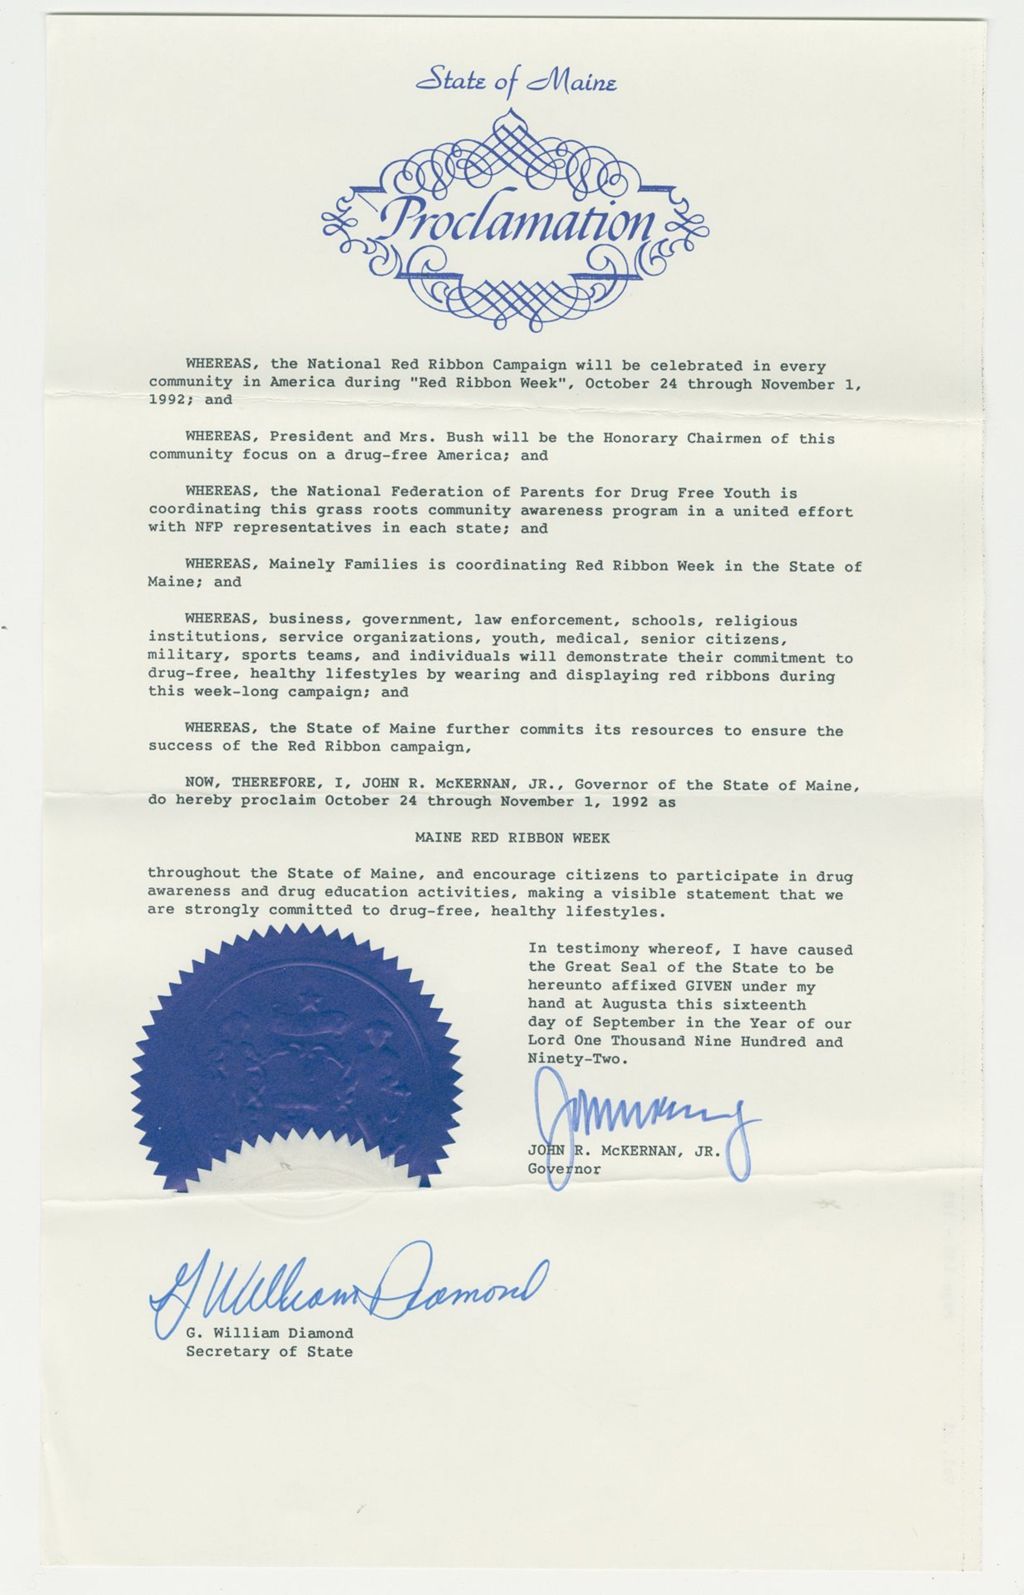 State of Maine
Proclamation
WHEREAS, the National Red Ribbon Campaign will be celebrated in every
community in America during "Red Ribbon Week", October 24 through November 1,
1992; and
WHEREAS, President and Mrs. Bush will be the Honorary Chairmen of this
community focus on a drug-free America; and
WHEREAS, the National Federation of Parents for Drug Free Youth is
coordinating this grass roots community awareness program in a united effort
with NFP representatives in each state; and
WHEREAS, Mainely Families is coordinating Red Ribbon Week in the State of
Maine; and
WHEREAS, business, government, law enforcement, schools, religious
institutions, service organizations, youth, medical, senior citizens,
military, sports teams, and individuals will demonstrate their commitment to
drug-free, healthy lifestyles by wearing and displaying red ribbons during
this week-long campaign; and
WHEREAS, the State of Maine further commits its resources to ensure the
success of the Red Ribbon campaign,
NOW, THEREFORE, I, JOHN R. McKERNAN, JR., Governor of the State of Maine,
do hereby proclaim October 24 through November 1, 1992 as
MAINE RED RIBBON WEEK
throughout the State of Maine, and encourage citizens to participate in drug
awareness and drug education activities, making a visible statement that we
are strongly committed to drug-free, healthy lifestyles.
In testimony whereof, I have caused
the Great Seal of the State to be
hereunto affixed GIVEN under my
hand at Augusta this sixteenth
day of September in the Year of our
Lord One Thousand Nine Hundred and
Ninety-Two.
JOHN R. McKERNAN, JR.
Governor
G William Diamond
G. William Diamond
Secretary of State